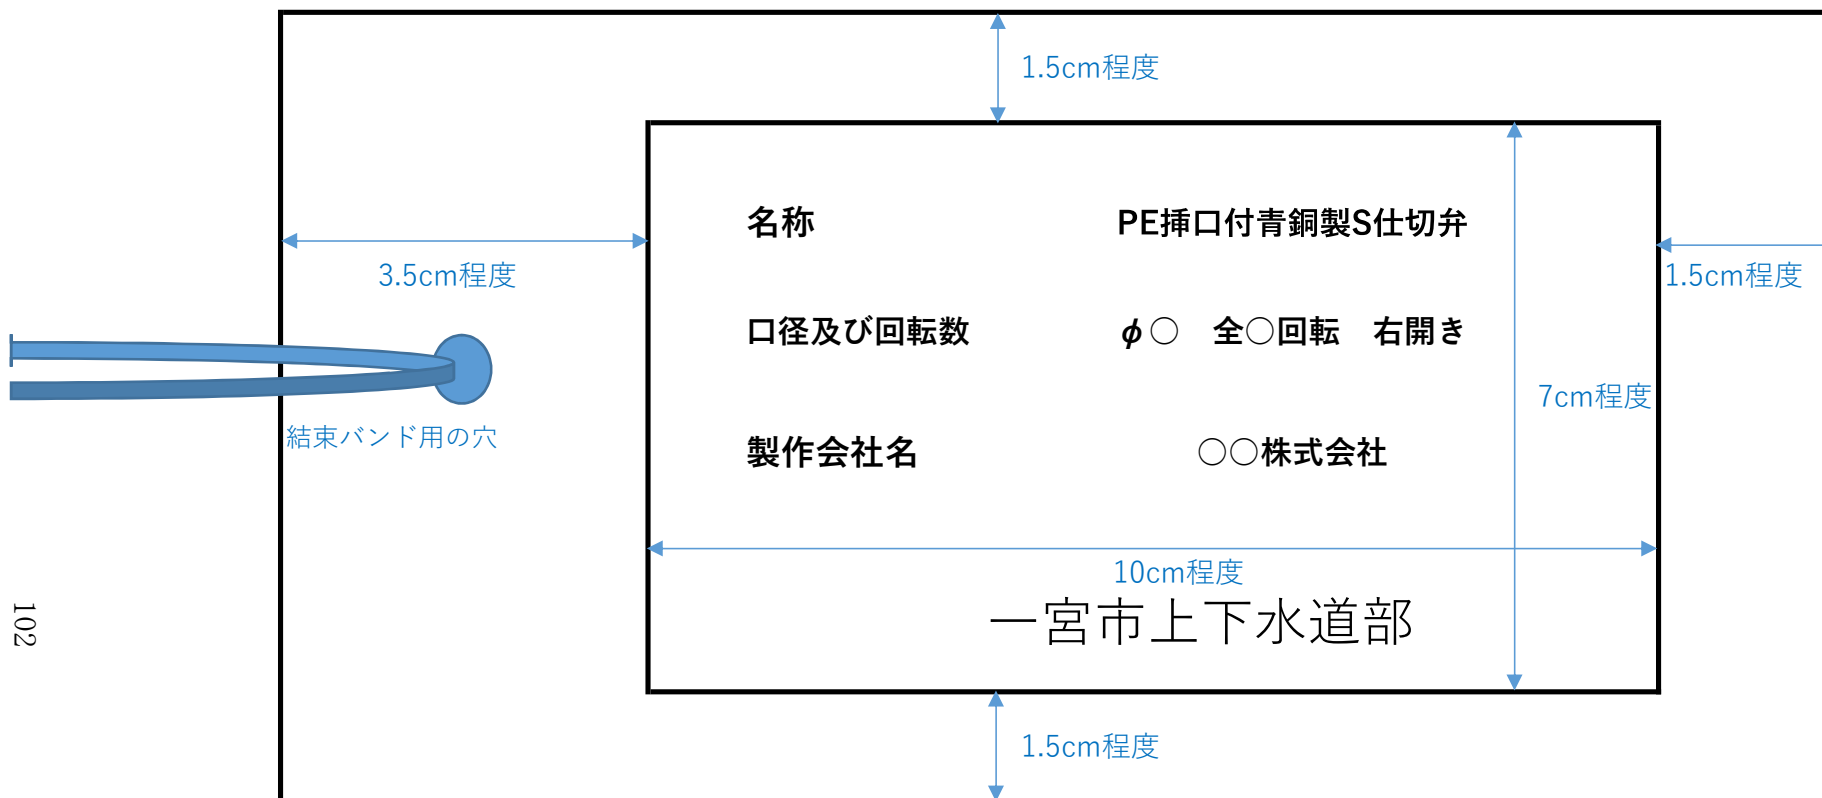 1.5cm程度
名称 PE挿口付青銅製S仕切弁
3.5cm程度
1.5cm程度
口径及び回転数 φ○ 全○回転 右開き
7cm程度
結束バンド用の穴
製作会社名 ○○株式会社
10cm程度
一宮市上下水道部
1.5cm程度
102